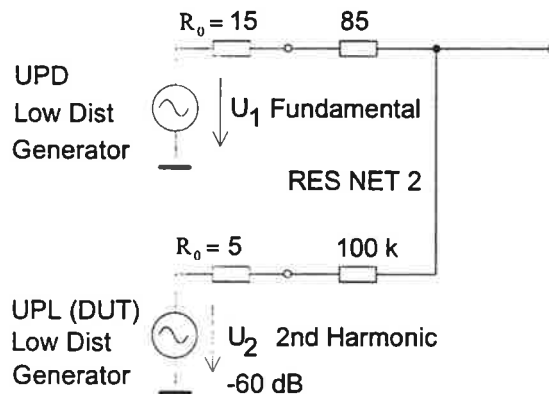 R₀ = 15
85
UPD
Low Dist
Generator
U₁ Fundamental
RES NET 2
R₀ = 5
100 k
UPL (DUT)
Low Dist
Generator
U₂ 2nd Harmonic
-60 dB